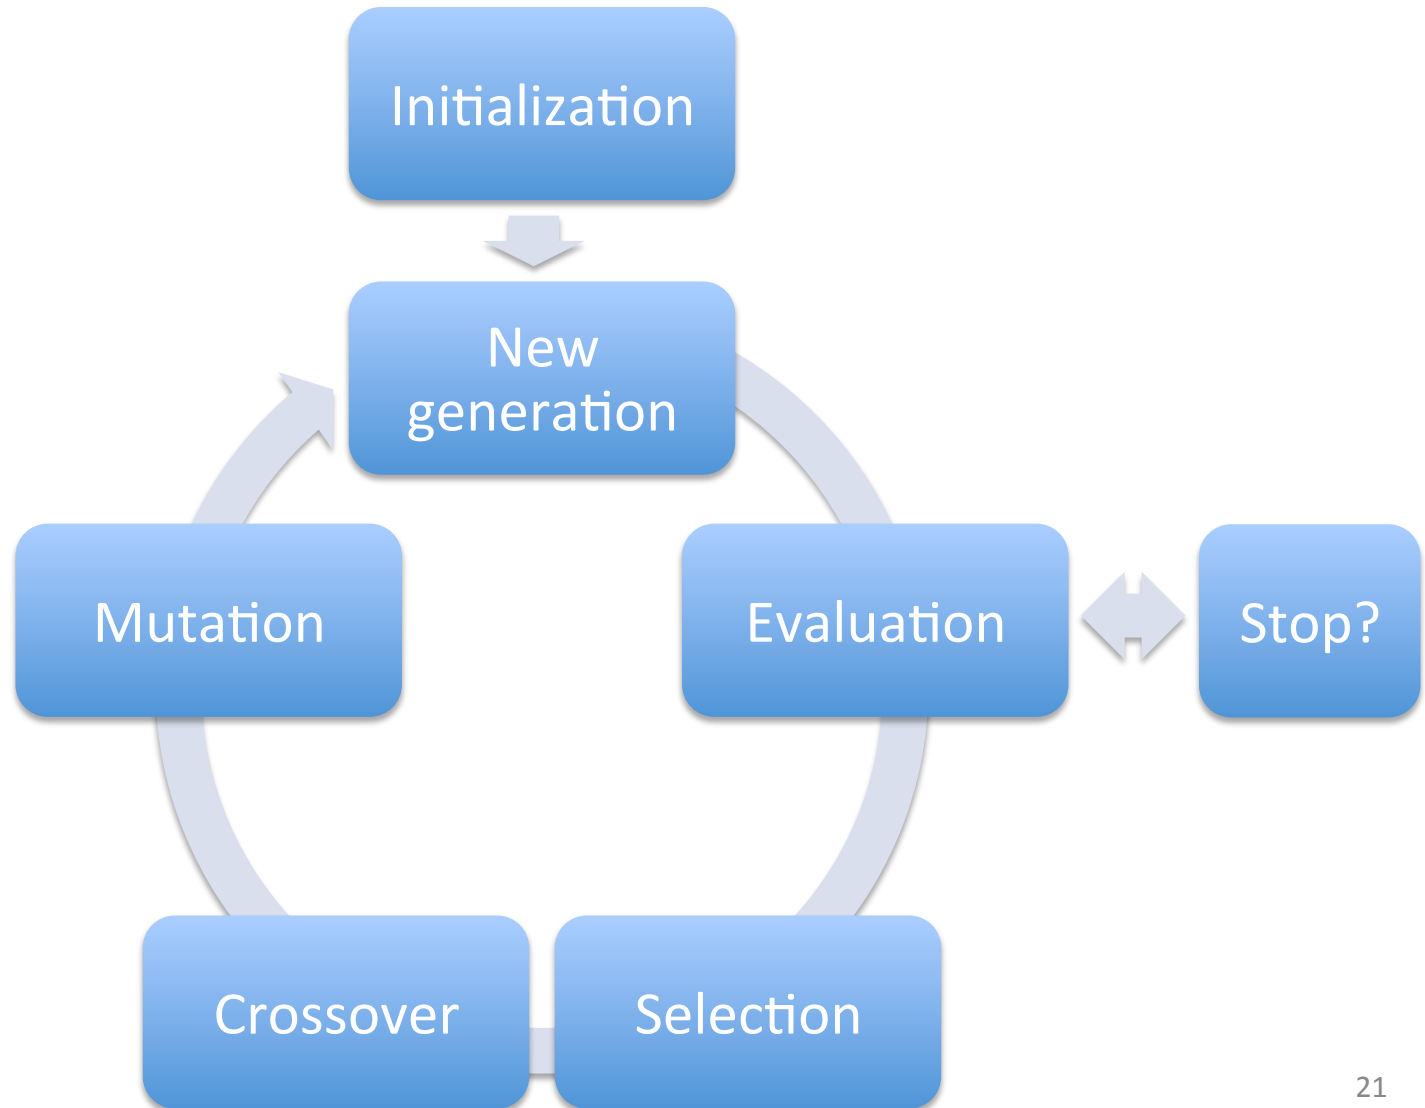 Initialization
New
generation
Mutation
Evaluation
Stop?
Crossover
Selection
21